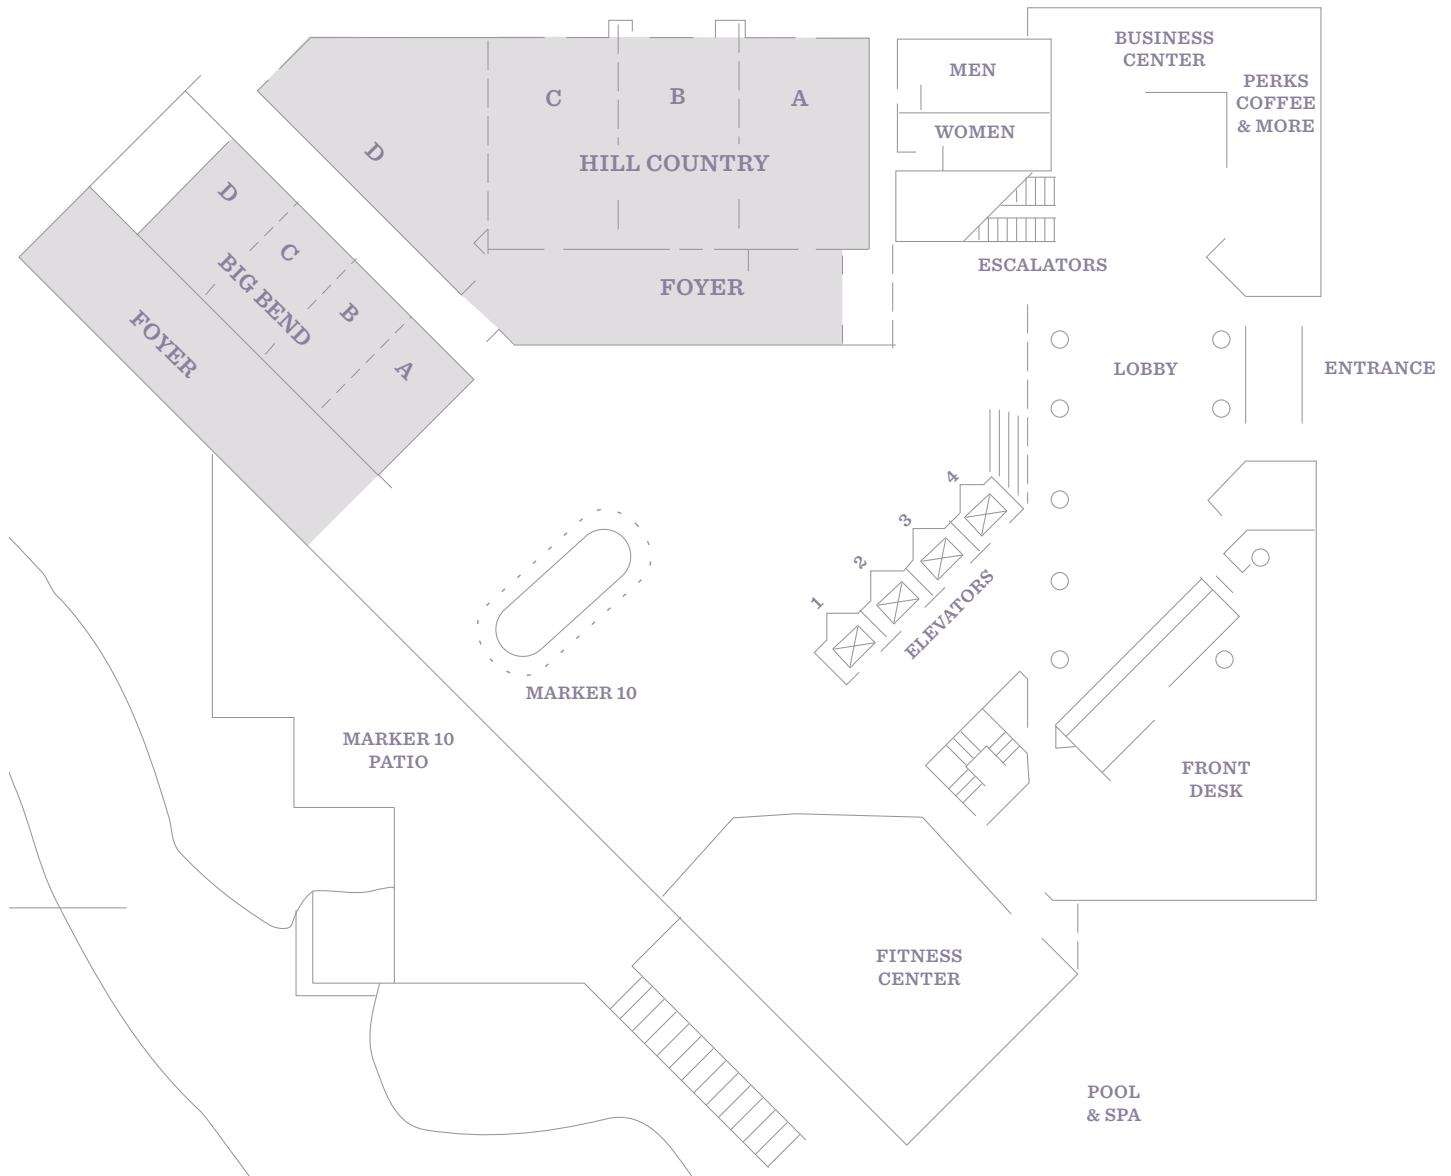 BUSINESS
CENTER
MEN
PERKS
COFFEE
& MORE
C
B
A
WOMEN
D
HILL COUNTRY
D
C
ESCALATORS
BIG BEND
FOYER
B
FOYER
A
LOBBY
ENTRANCE
4
3
2
1
ELEVATORS
MARKER 10
MARKER 10
PATIO
FRONT
DESK
FITNESS
CENTER
POOL
& SPA